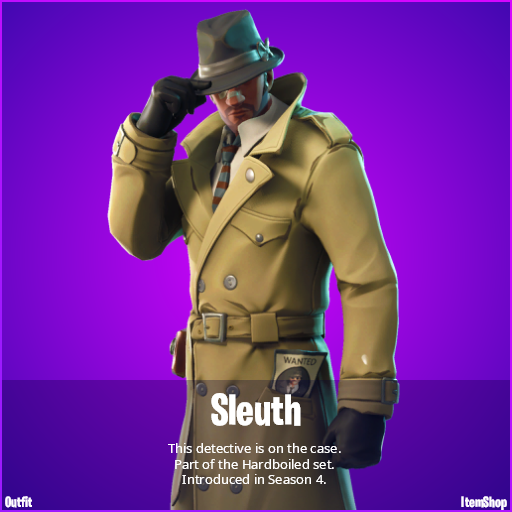 WANTED
Sleuth
This detective is on the case.
Part of the Hardboiled set.
Introduced in Season 4.
Outfit
ItemShop